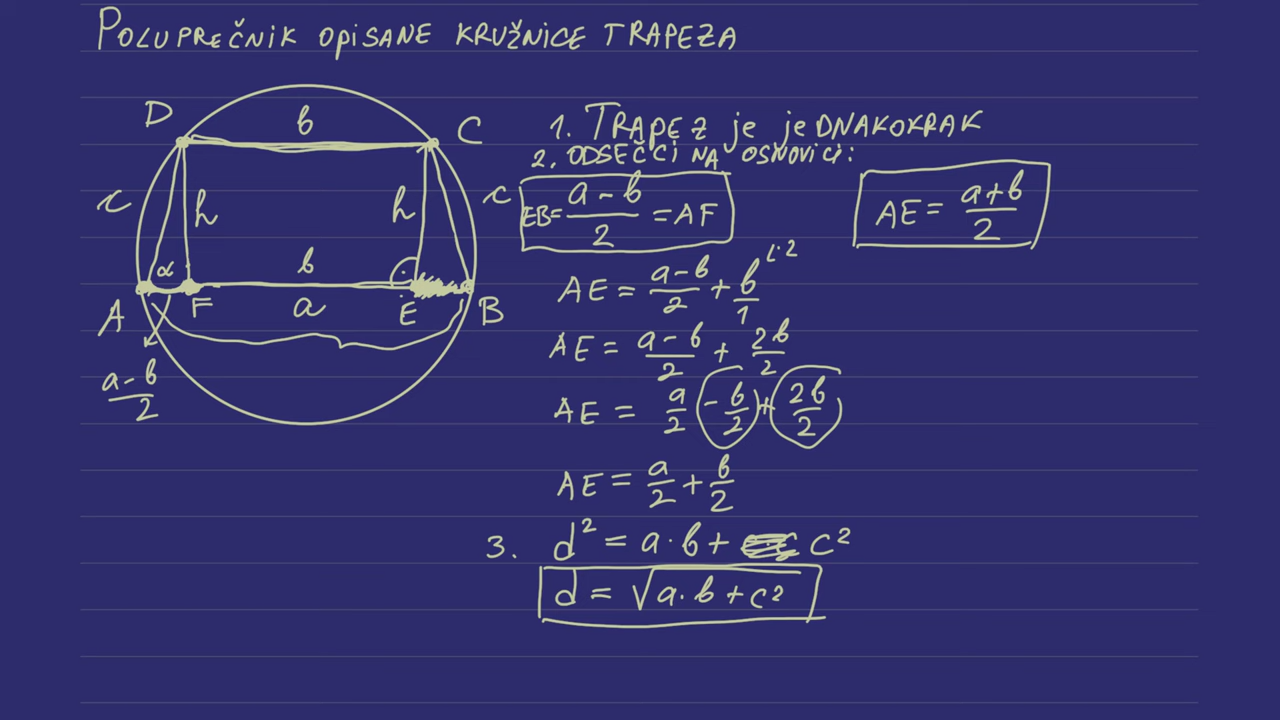 POLUPREČNIK OPISANE KRUŽNICE TRAPEZA
D
b
C
c
h
h
c
α
b
A
F
a
E
B
a-b/2
1. TRAPEZ je jeDNAKOKRAK
2. ODSEČCI NA OSNOVICI:
EB = a-b/2 = AF
AE = a+b/2
AE = a-b/2 + b/1 /·2
AE = a-b/2 + 2b/2
AE = a/2 - b/2 + 2b/2
AE = a/2 + b/2
3. d² = a·b + c²
d = √a·b + c²